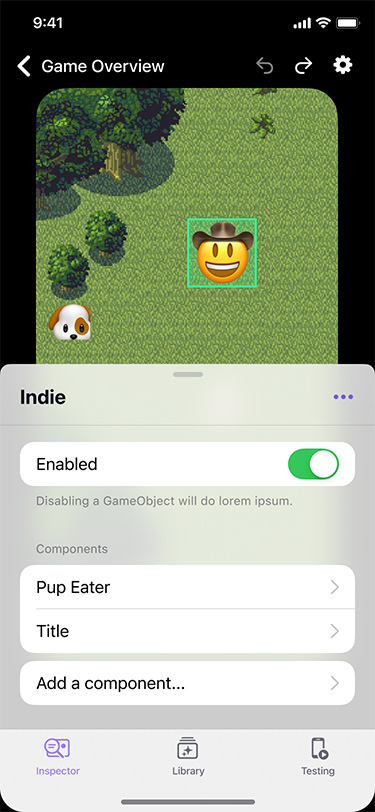 9:41
Game Overview
Indie
Enabled
Disabling a GameObject will do lorem ipsum.
Components
Pup Eater
Title
Add a component...
Inspector
Library
Testing